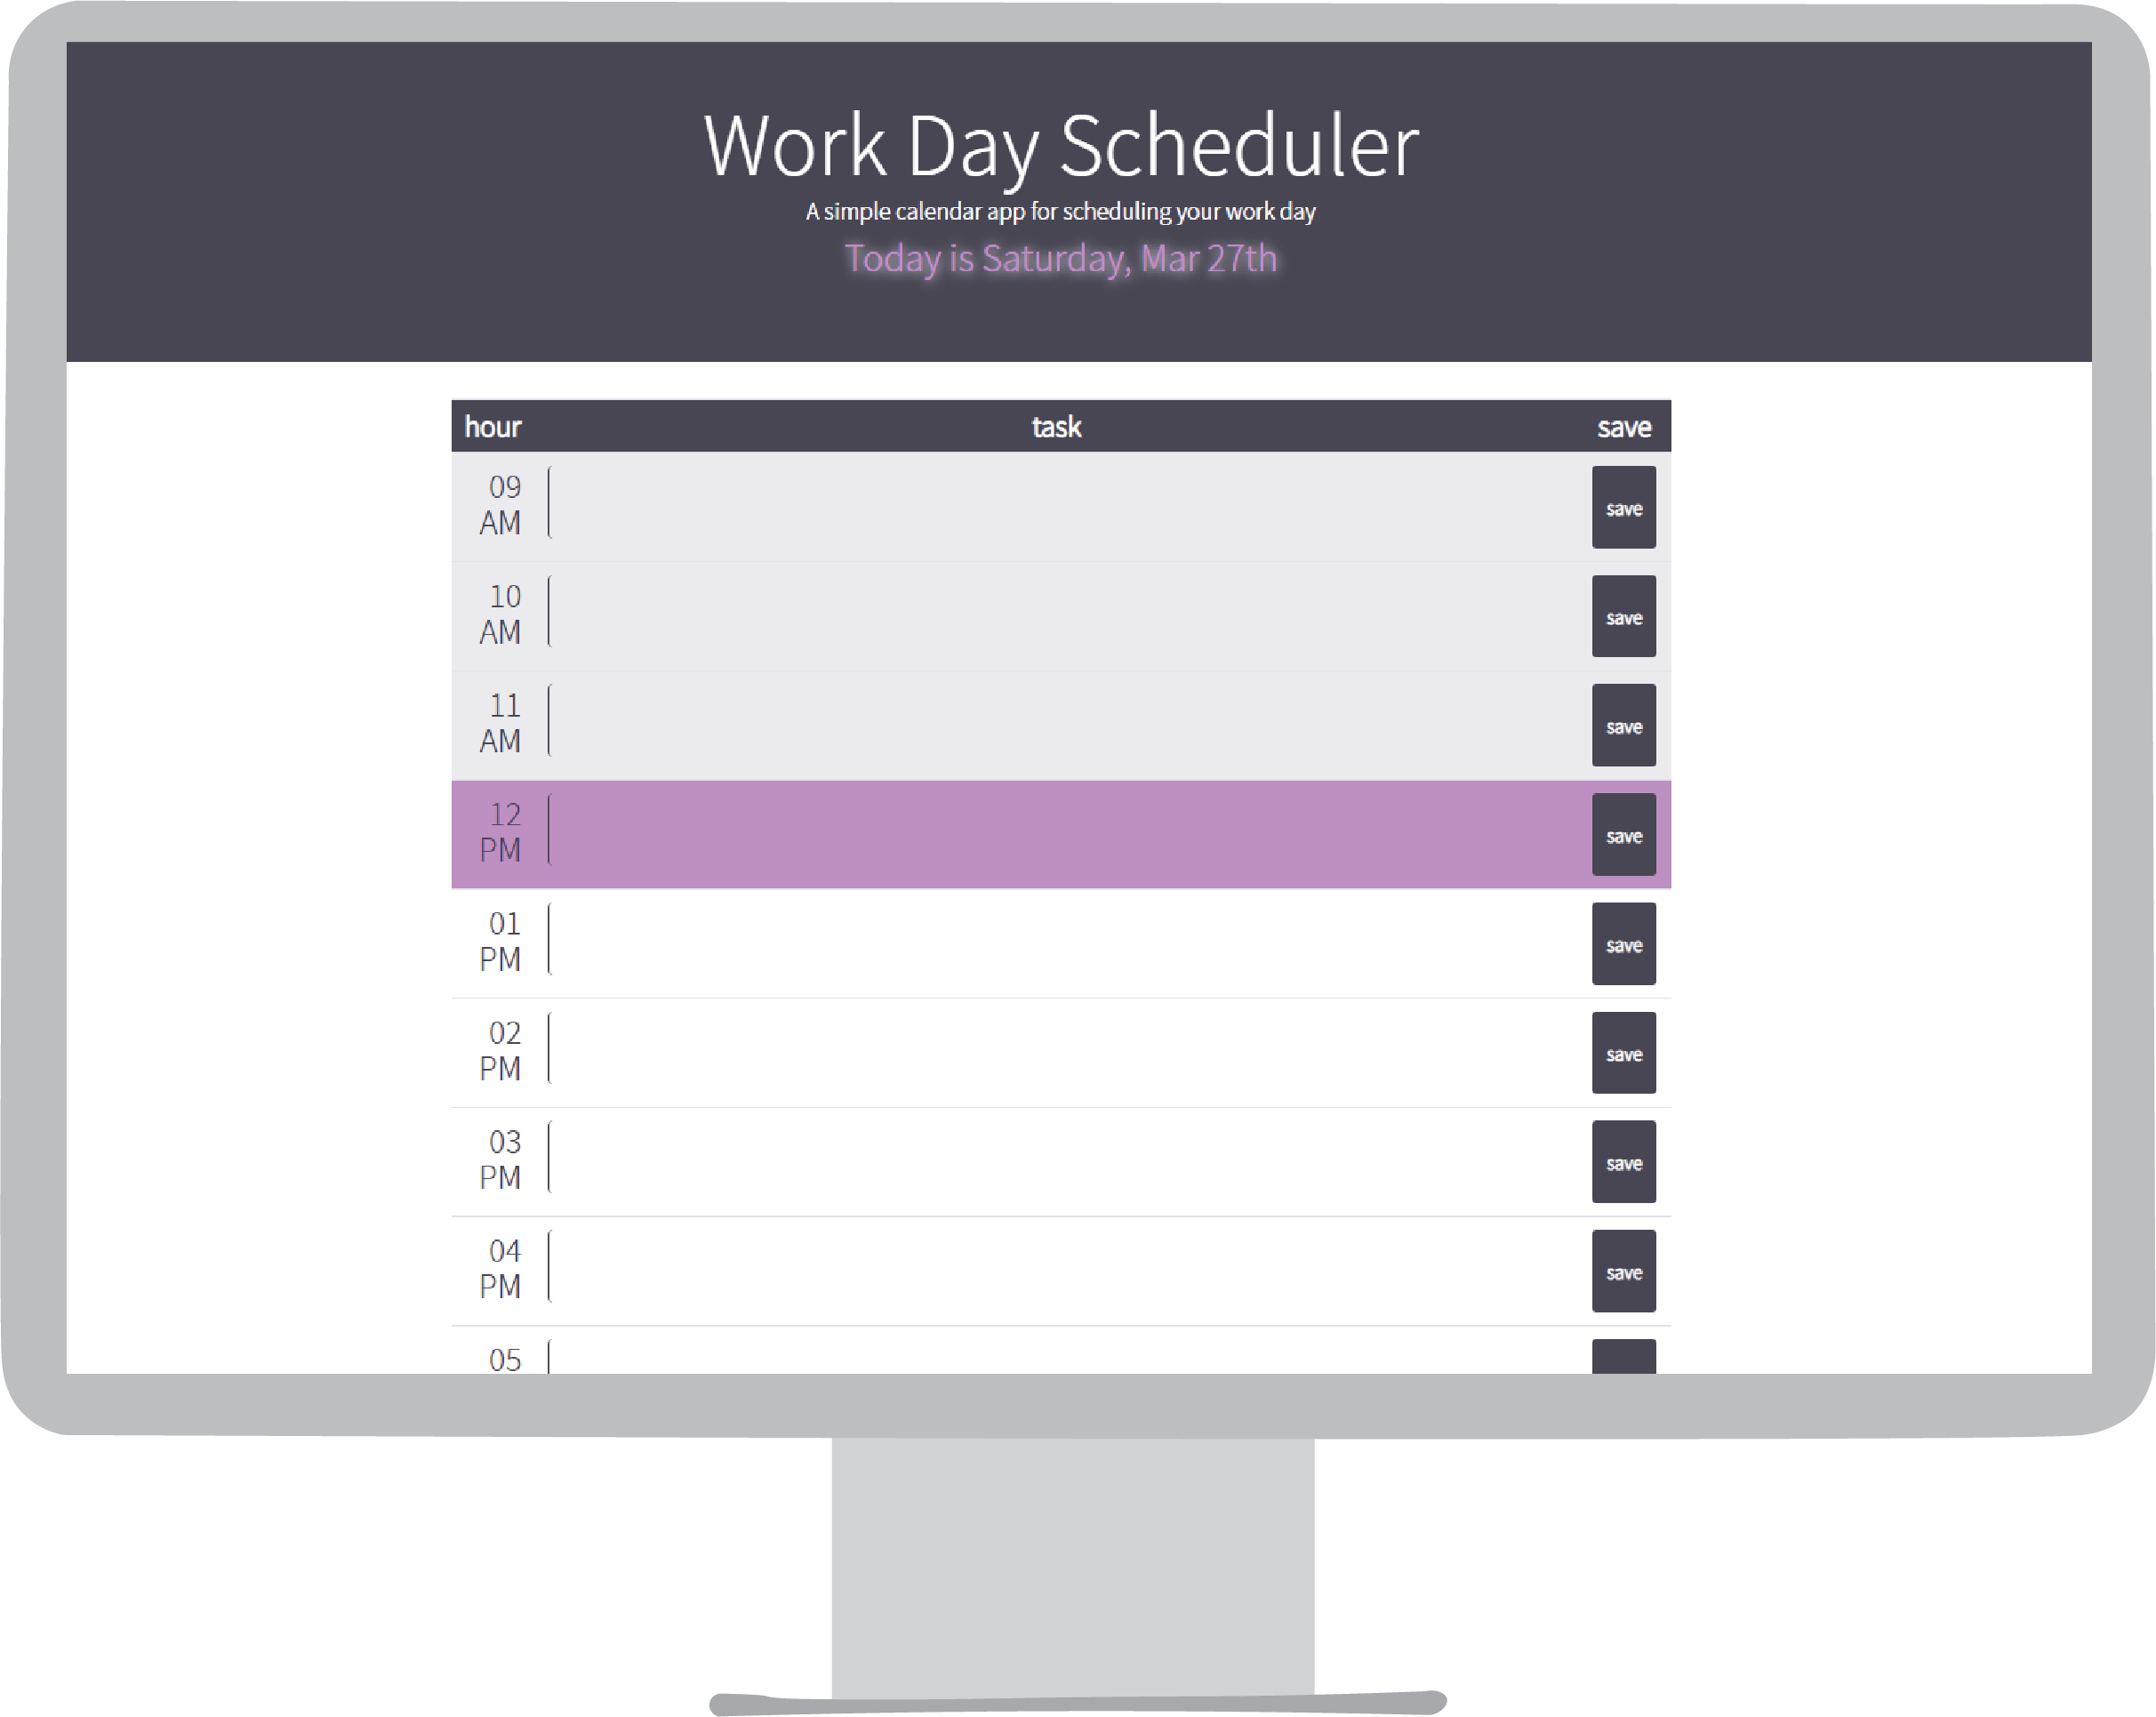 Work Day Scheduler
A simple calendar app for scheduling your work day
Today is Saturday, Mar 27th
hour task save
09
AM
save
10
AM
save
11
AM
save
12
PM
save
01
PM
save
02
PM
save
03
PM
save
04
PM
save
05